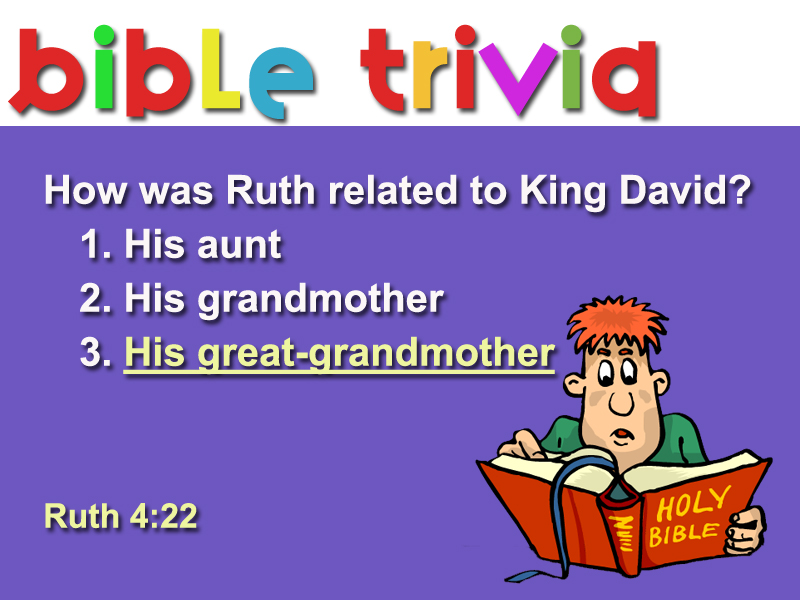 bible trivia
How was Ruth related to King David?
1. His aunt
2. His grandmother
3. His great-grandmother
Ruth 4:22
HOLY
BIBLE